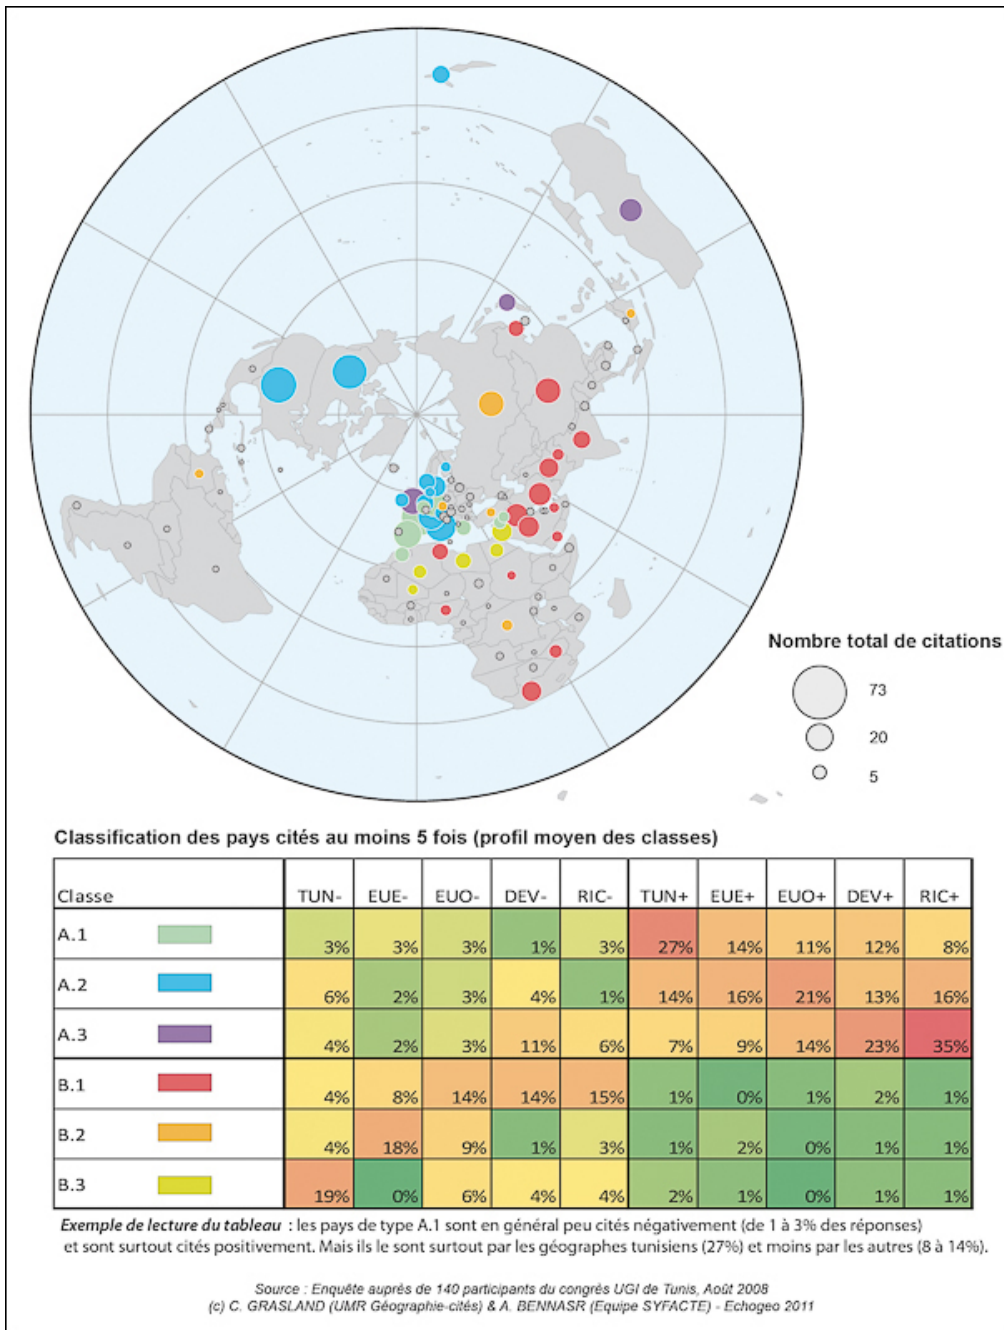 Nombre total de citations
73
20
5
Classification des pays cités au moins 5 fois (profil moyen des classes)
Classe TUN- EUE- EUO- DEV- RIC- TUN+ EUE+ EUO+ DEV+ RIC+
A.1 3% 3% 3% 1% 3% 27% 14% 11% 12% 8%
A.2 6% 2% 3% 4% 1% 14% 16% 21% 13% 16%
A.3 4% 2% 3% 11% 6% 7% 9% 14% 23% 35%
B.1 4% 8% 14% 14% 15% 1% 0% 1% 2% 1%
B.2 4% 18% 9% 1% 3% 1% 2% 0% 1% 1%
B.3 19% 0% 6% 4% 4% 2% 1% 0% 1% 1%
Exemple de lecture du tableau : les pays de type A.1 sont en général peu cités négativement (de 1 à 3% des réponses)
et sont surtout cités positivement. Mais ils le sont surtout par les géographes tunisiens (27%) et moins par les autres (8 à 14%).
Source : Enquête auprès de 140 participants du congrès UGI de Tunis, Août 2008
(c) C. GRASLAND (UMR Géographie-cités) & A. BENNASR (Equipe SYFACTE) - Echogeo 2011